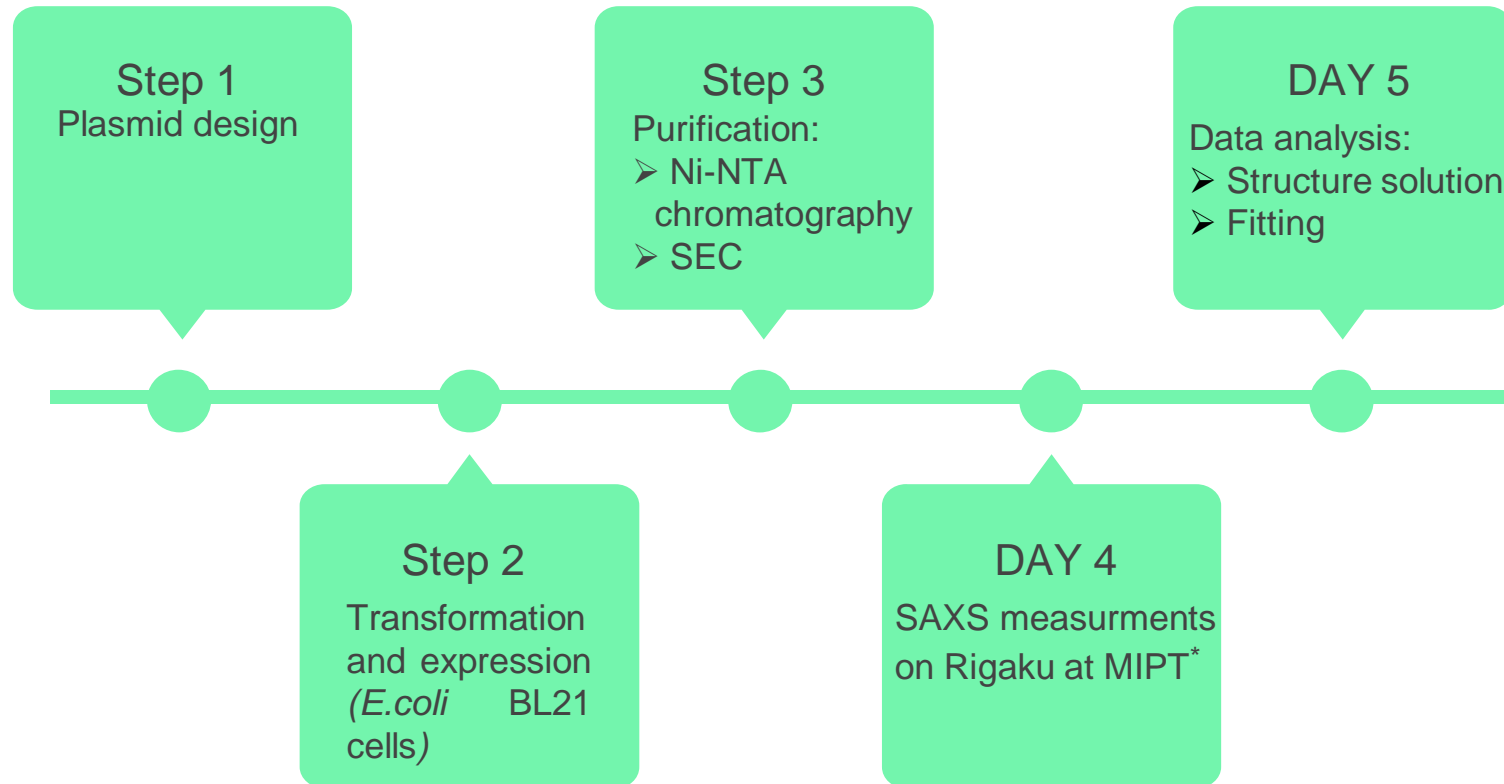 Step 1
Plasmid design
Step 2
Transformation
and expression
(E.coli BL21
cells)
Step 3
Purification:
➢ Ni-NTA
chromatography
➢ SEC
DAY 4
SAXS measurments
on Rigaku at MIPT*
DAY 5
Data analysis:
➢ Structure solution
➢ Fitting